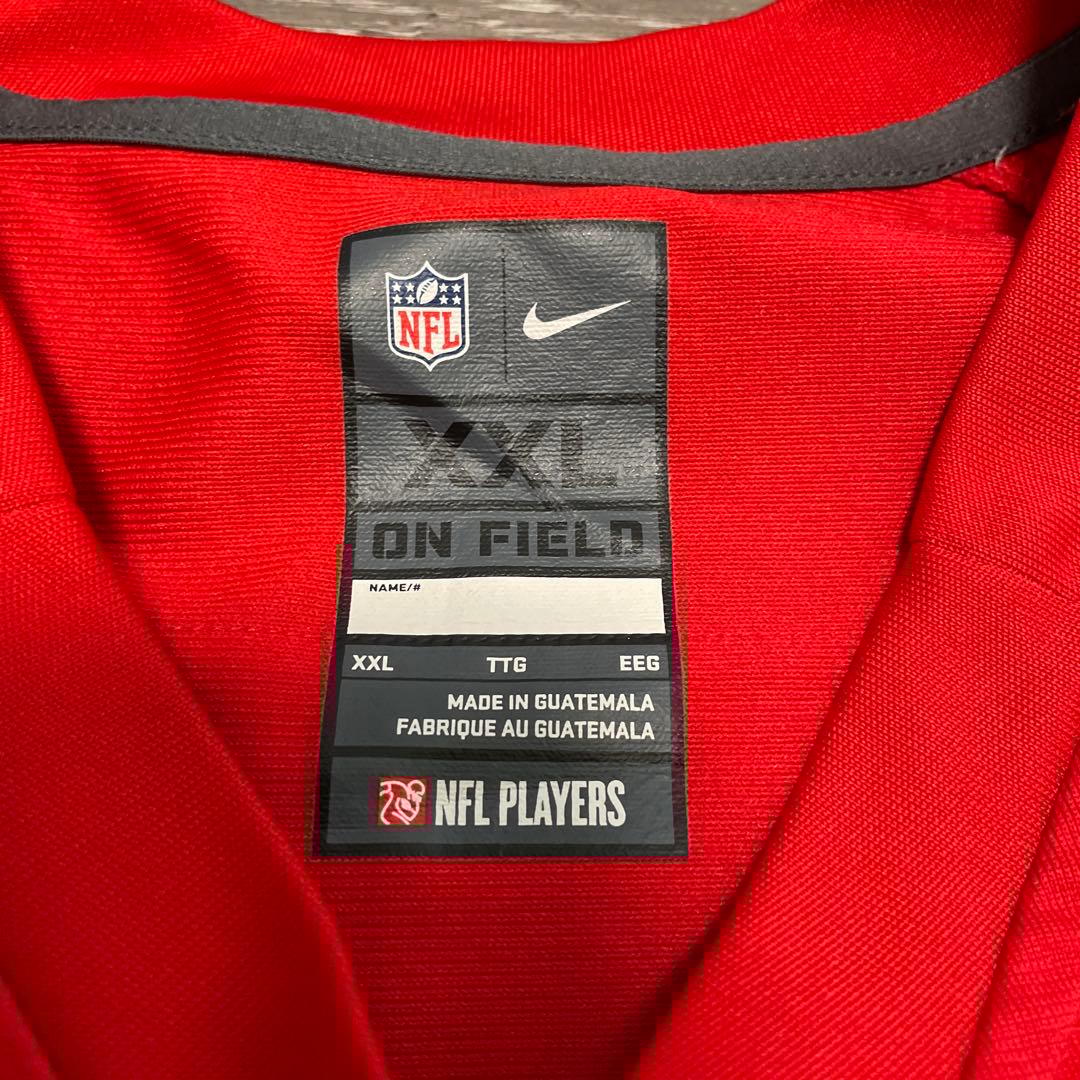 NFL
XXL
ON FIELD
NAME/#
XXL TTG EEG
MADE IN GUATEMALA
FABRIQUE AU GUATEMALA
NFL PLAYERS